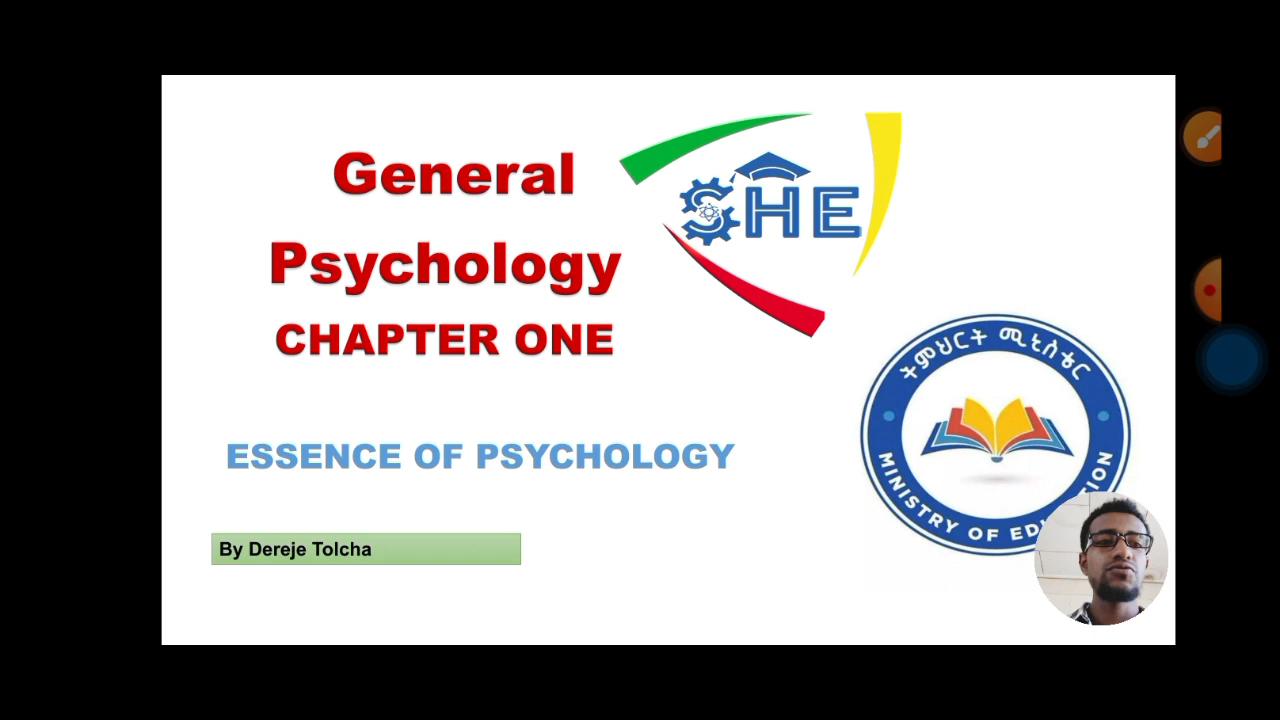 General
Psychology
CHAPTER ONE
SHE
ESSENCE OF PSYCHOLOGY
ትምህርት ሚኒስቴር
MINISTRY OF
By Dereje Tolcha